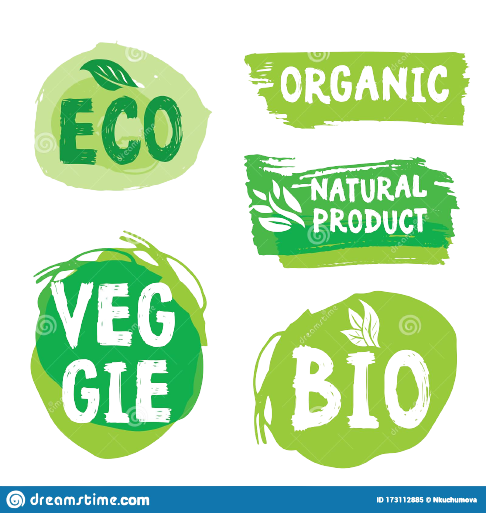 ECO
ORGANIC
NATURAL
PRODUCT
VEG
GIE
BIO
dreamstime.com
ID 173112885 © Nkuchumova